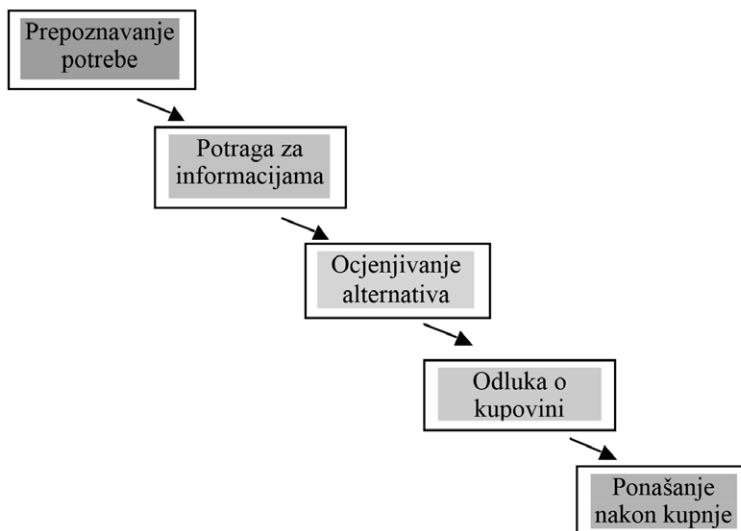 Prepoznavanje
potrebe
Potraga za
informacijama
Ocjenjivanje
alternativa
Odluka o
kupovini
Ponašanje
nakon kupnje